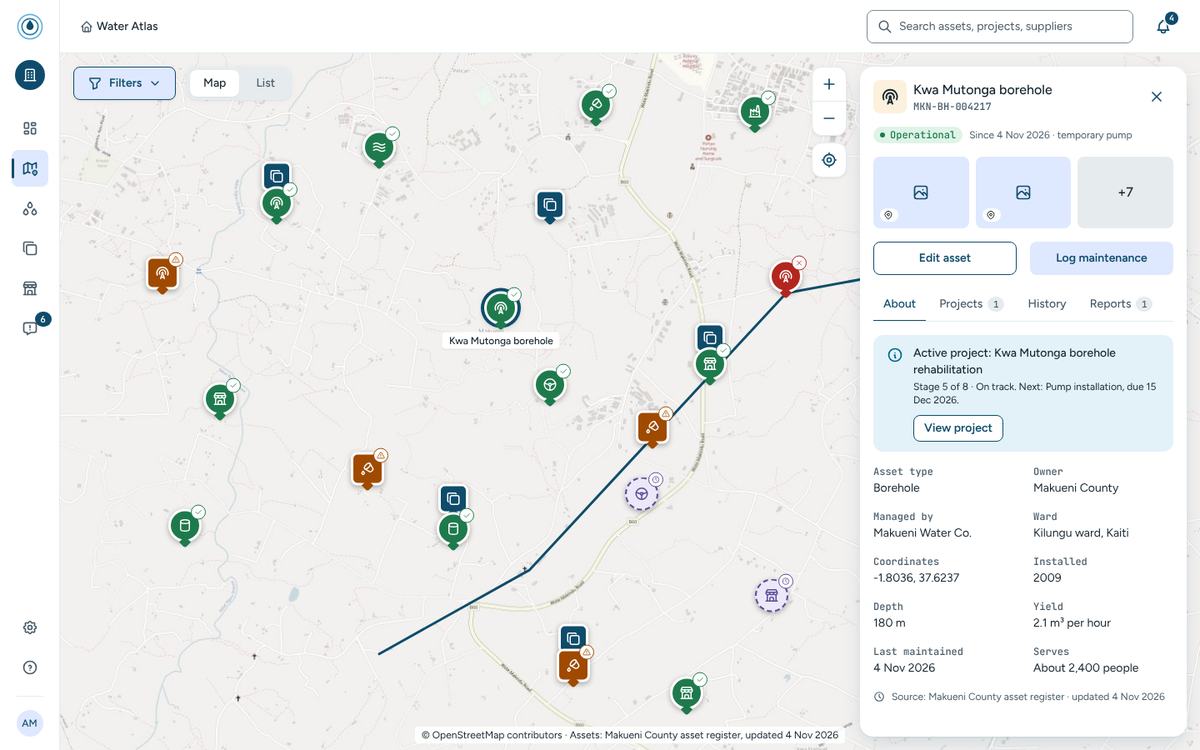 Water Atlas
Search assets, projects, suppliers
4
Filters
Map
List
6
AM
Kwa Mutonga borehole
© OpenStreetMap contributors · Assets: Makueni County asset register, updated 4 Nov 2026
Kwa Mutonga borehole
MKN-BH-004217
Operational
Since 4 Nov 2026 · temporary pump
+7
Edit asset
Log maintenance
About
Projects 1
History
Reports 1
Active project: Kwa Mutonga borehole
rehabilitation
Stage 5 of 8 · On track. Next: Pump installation, due 15
Dec 2026.
View project
Asset type
Borehole
Owner
Makueni County
Managed by
Makueni Water Co.
Ward
Kilungu ward, Kaiti
Coordinates
-1.8036, 37.6237
Installed
2009
Depth
180 m
Yield
2.1 m³ per hour
Last maintained
4 Nov 2026
Serves
About 2,400 people
Source: Makueni County asset register · updated 4 Nov 2026